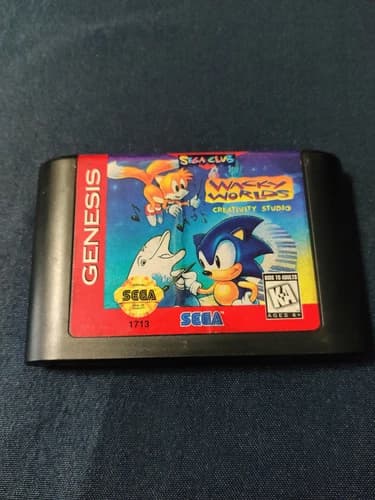 SEGA CLUB
WACKY
WORLDS
CREATIVITY STUDIO
GENESIS
SEGA
1713
SEGA
KIDS TO ADULTS
K-A
AGES 6+